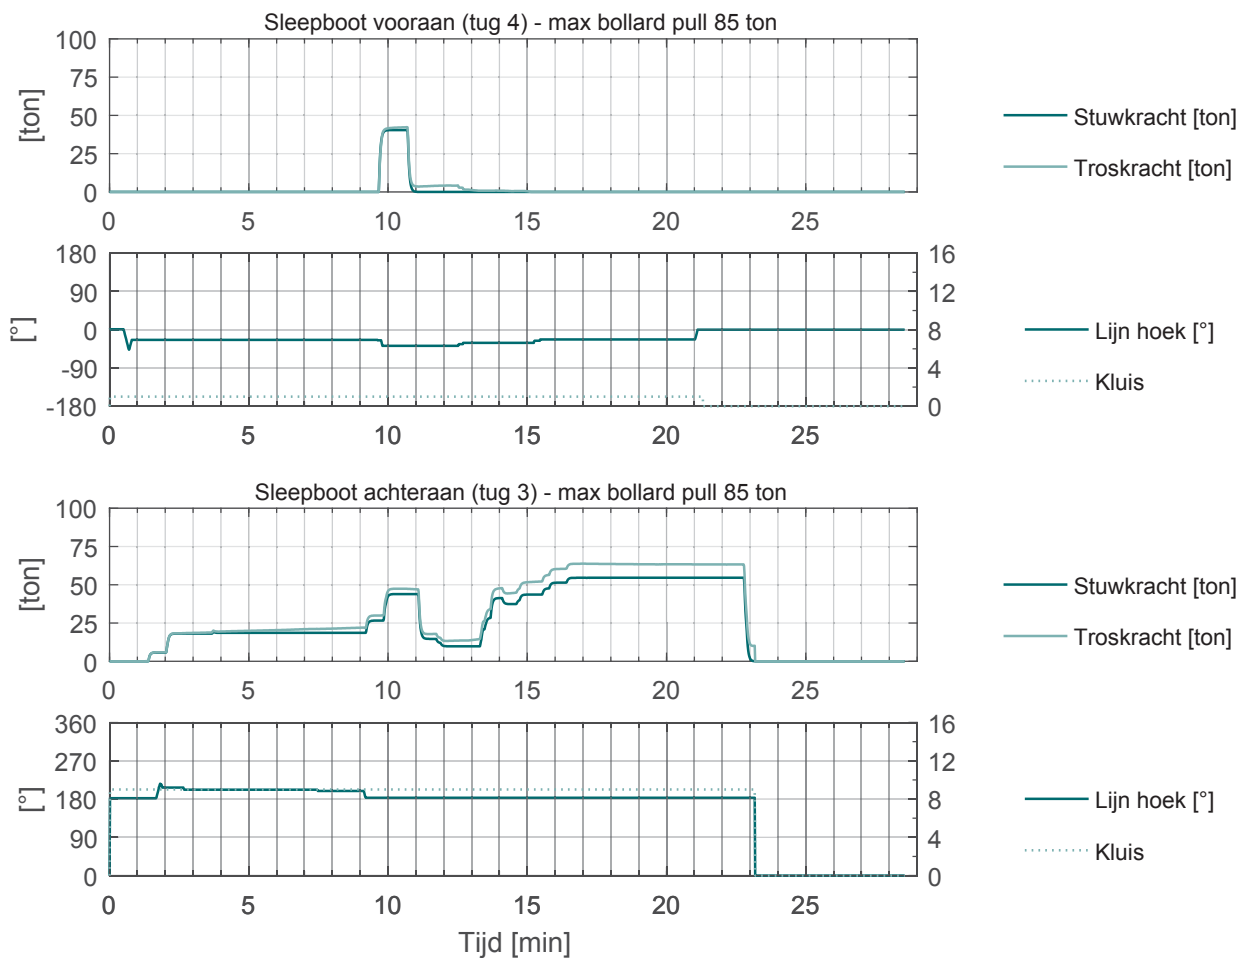 Sleepboot vooraan (tug 4) - max bollard pull 85 ton
100
75
50
25
0
[ton]
0 5 10 15 20 25
Stuwkracht [ton]
Troskracht [ton]
180
90
0
-90
-180
[°]
16
12
8
4
0
0 5 10 15 20 25
Lijn hoek [°]
Kluis
Sleepboot achteraan (tug 3) - max bollard pull 85 ton
100
75
50
25
0
[ton]
0 5 10 15 20 25
Stuwkracht [ton]
Troskracht [ton]
360
270
180
90
0
[°]
16
12
8
4
0
0 5 10 15 20 25
Tijd [min]
Lijn hoek [°]
Kluis